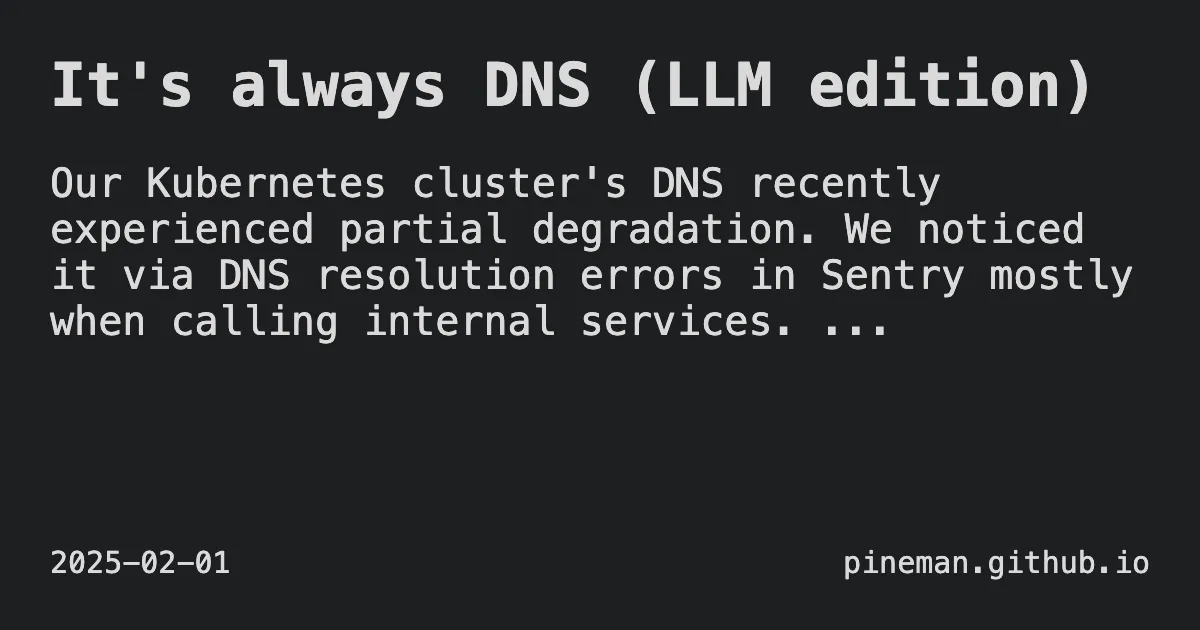 It's always DNS (LLM edition)
Our Kubernetes cluster's DNS recently
experienced partial degradation. We noticed
it via DNS resolution errors in Sentry mostly
when calling internal services. ...
2025-02-01
pineman.github.io